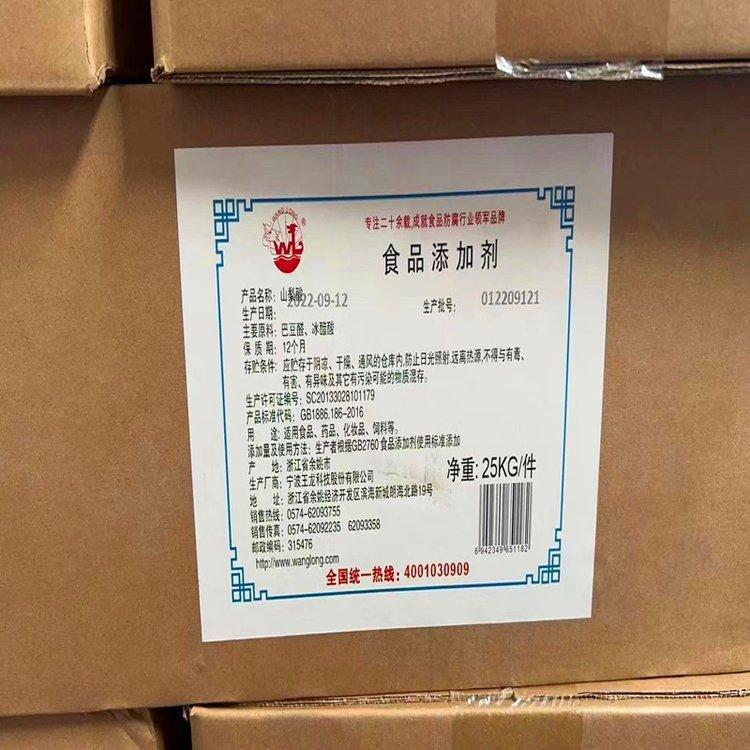 WANG LONG
WL
®
专注二十余载,成就食品防腐行业领军品牌
食品添加剂
产品名称: 山梨酸
生产日期: 2022-09-12 生产批号: 012209121
主要原料: 巴豆醛、冰醋酸
保质期: 12个月
存贮条件: 应贮存于阴凉、干燥、通风的仓库内,防止日光照射,远离热源,不得与有毒、
有害、有异味及其它有污染可能的物质混存。
生产许可证编号: SC20133028101179
产品标准代号: GB1886.186-2016
用 途: 适用食品、药品、化妆品、饲料等。
添加量及使用方法: 生产者根据GB2760 食品添加剂使用标准添加
产 地: 浙江省余姚市
生产厂商: 宁波王龙科技股份有限公司
地 址: 浙江省余姚经济开发区滨海新城朗海北路19号
销售热线: 0574-62093755
销售传真: 0574-62092235 62093358
邮政编码: 315476
http://www.wanglong.com
净重: 25KG/件
6 942349 651182
全国统一热线: 4001030909